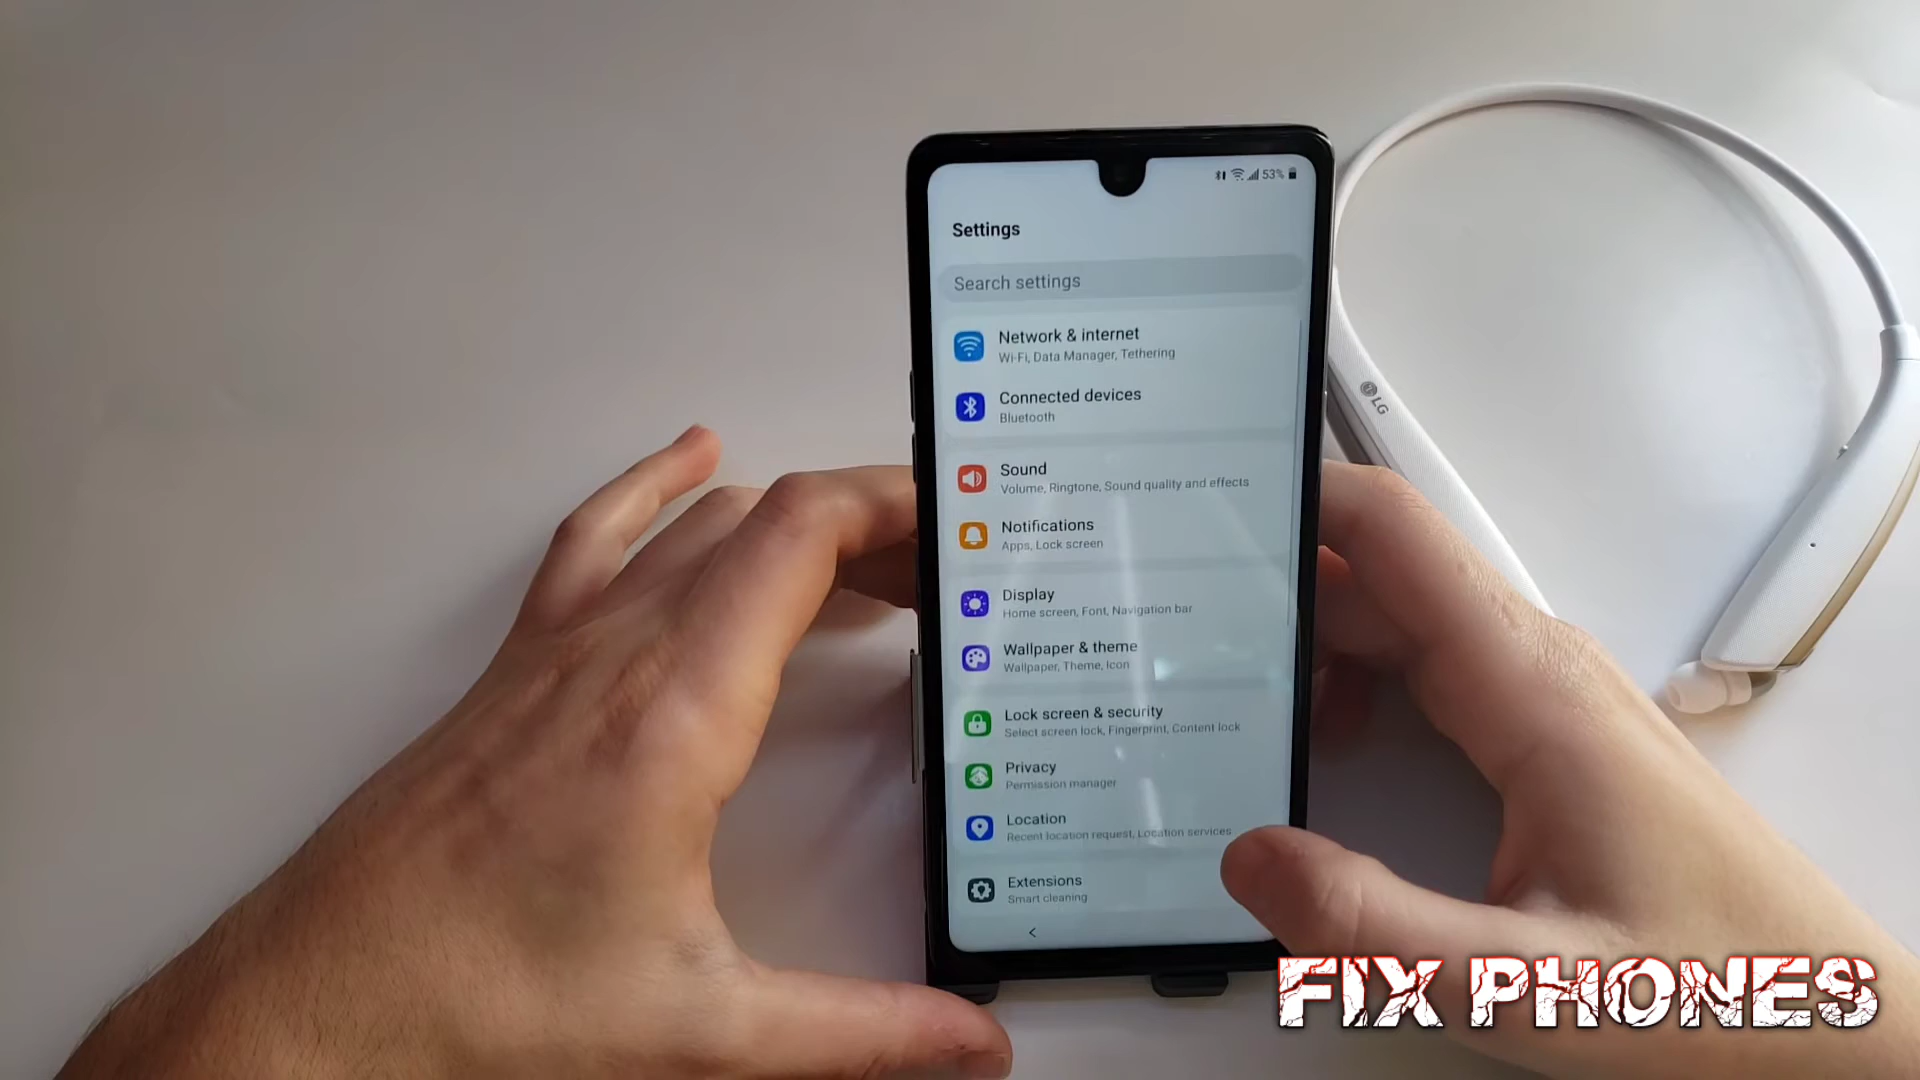 53%
Settings
Search settings
Network & internet
Wi-Fi, Data Manager, Tethering
Connected devices
Bluetooth
Sound
Volume, Ringtone, Sound quality and effects
Notifications
Apps, Lock screen
Display
Home screen, Font, Navigation bar
Wallpaper & theme
Wallpaper, Theme, Icon
Lock screen & security
Select screen lock, Fingerprint, Content lock
Privacy
Permission manager
Location
Recent location request, Location services
Extensions
Smart cleaning
LG
FIX PHONES